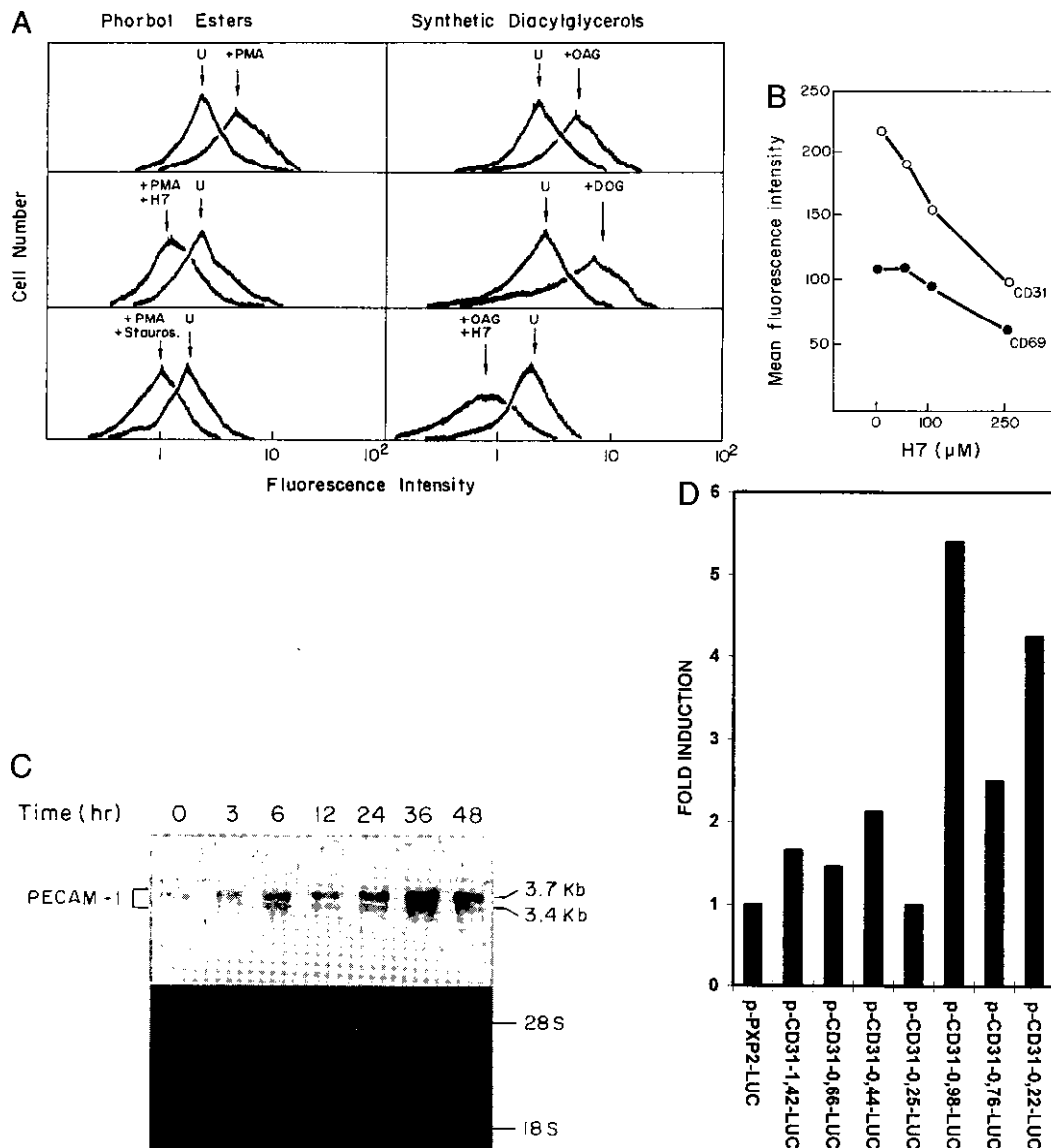 A
Phorbol Esters
Synthetic Diacylglycerols
U +PMA
U +OAG
+PMA
+H7 U
U +DOG
+PMA
+Stauros. U
+OAG
+H7 U
Cell Number
1 10 10²
1 10 10²
Fluorescence Intensity
B
Mean fluorescence intensity
250
200
150
100
50
CD31
CD69
0 100 250
H7 (μM)
C
Time (hr) 0 3 6 12 24 36 48
PECAM-1
3.7 Kb
3.4 Kb
28S
18S
D
FOLD INDUCTION
6
5
4
3
2
1
0
p-PXP2-LUC
p-CD31-1,42-LUC
p-CD31-0,66-LUC
p-CD31-0,44-LUC
p-CD31-0,25-LUC
p-CD31-0,98-LUC
p-CD31-0,76-LUC
p-CD31-0,22-LUC